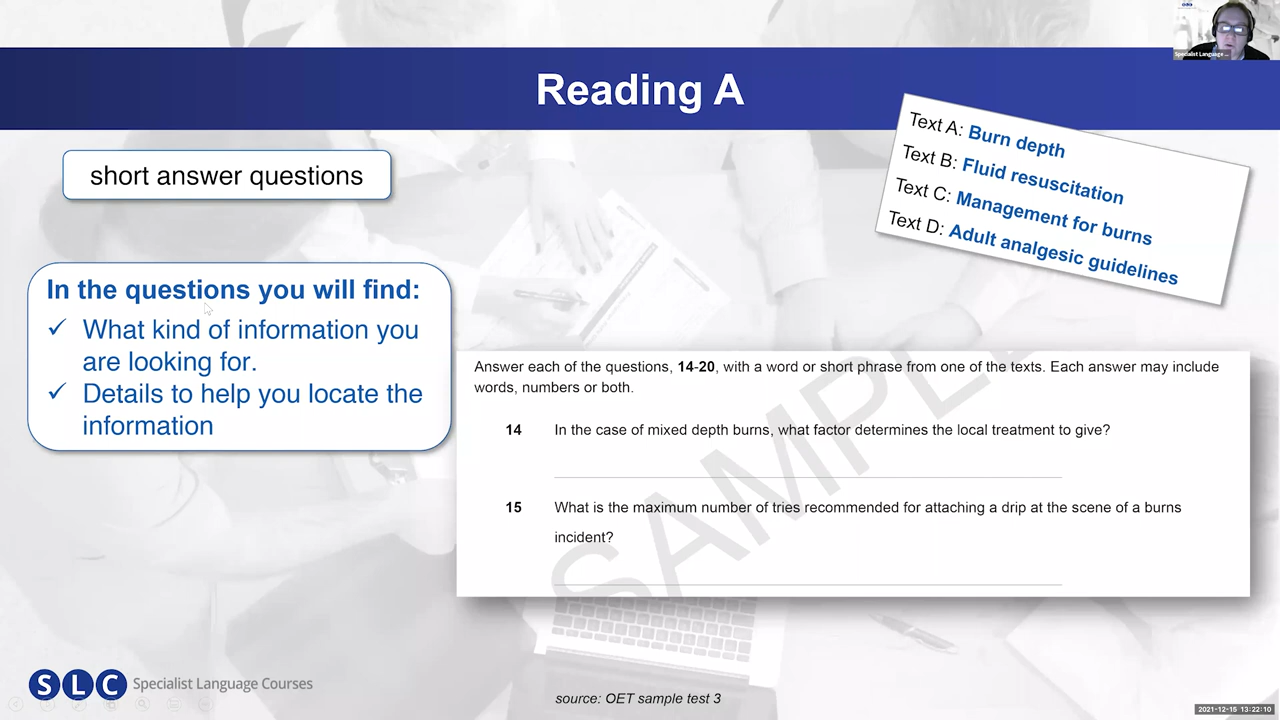 Reading A
Specialist Language ...
short answer questions
Text A: Burn depth
Text B: Fluid resuscitation
Text C: Management for burns
Text D: Adult analgesic guidelines
In the questions you will find:
✓ What kind of information you
are looking for.
✓ Details to help you locate the
information
Answer each of the questions, 14-20, with a word or short phrase from one of the texts. Each answer may include
words, numbers or both.
14 In the case of mixed depth burns, what factor determines the local treatment to give?
15 What is the maximum number of tries recommended for attaching a drip at the scene of a burns
incident?
SAMPLE
SLC Specialist Language Courses
source: OET sample test 3
2021-12-15 13:22:10